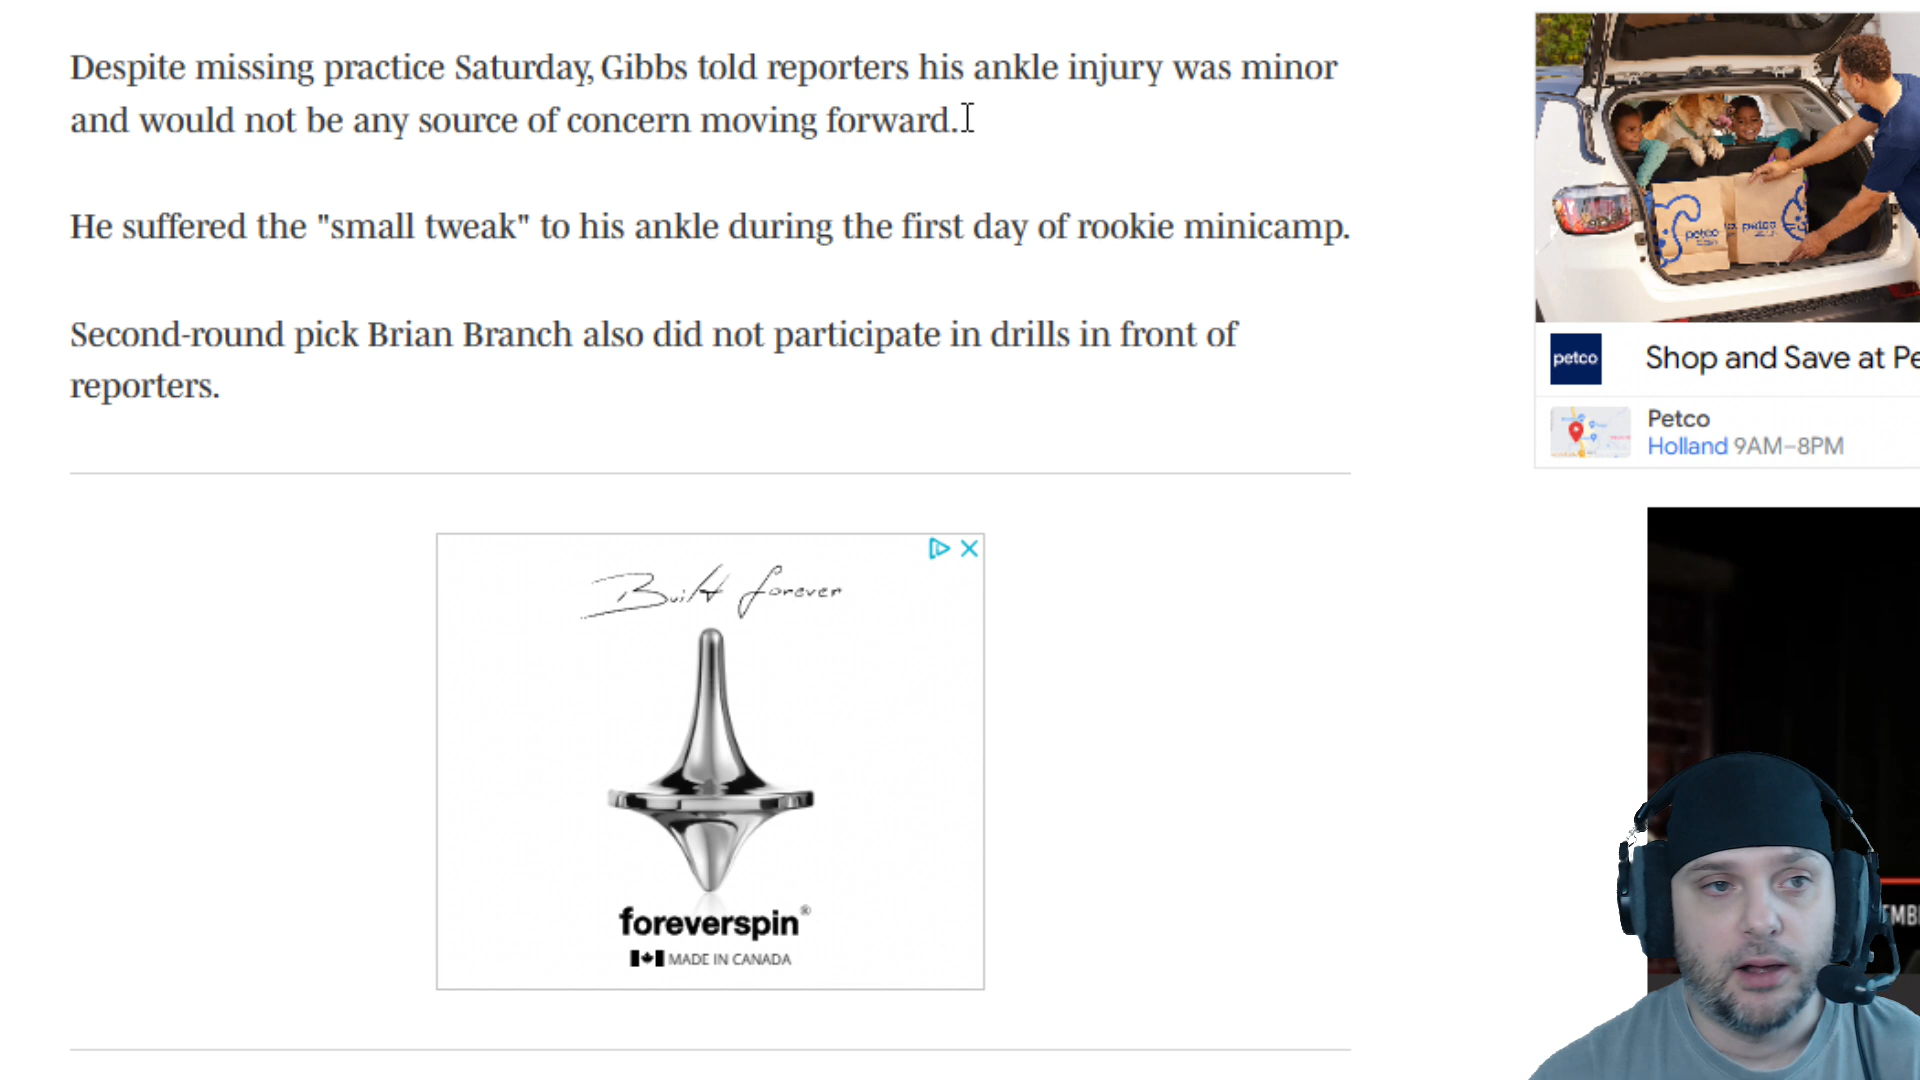 Despite missing practice Saturday, Gibbs told reporters his ankle injury was minor
and would not be any source of concern moving forward.
He suffered the "small tweak" to his ankle during the first day of rookie minicamp.
Second-round pick Brian Branch also did not participate in drills in front of
reporters.
petco
petco
petco
Shop and Save at
Petco
Holland 9AM–8PM
Built forever
foreverspin®
MADE IN CANADA